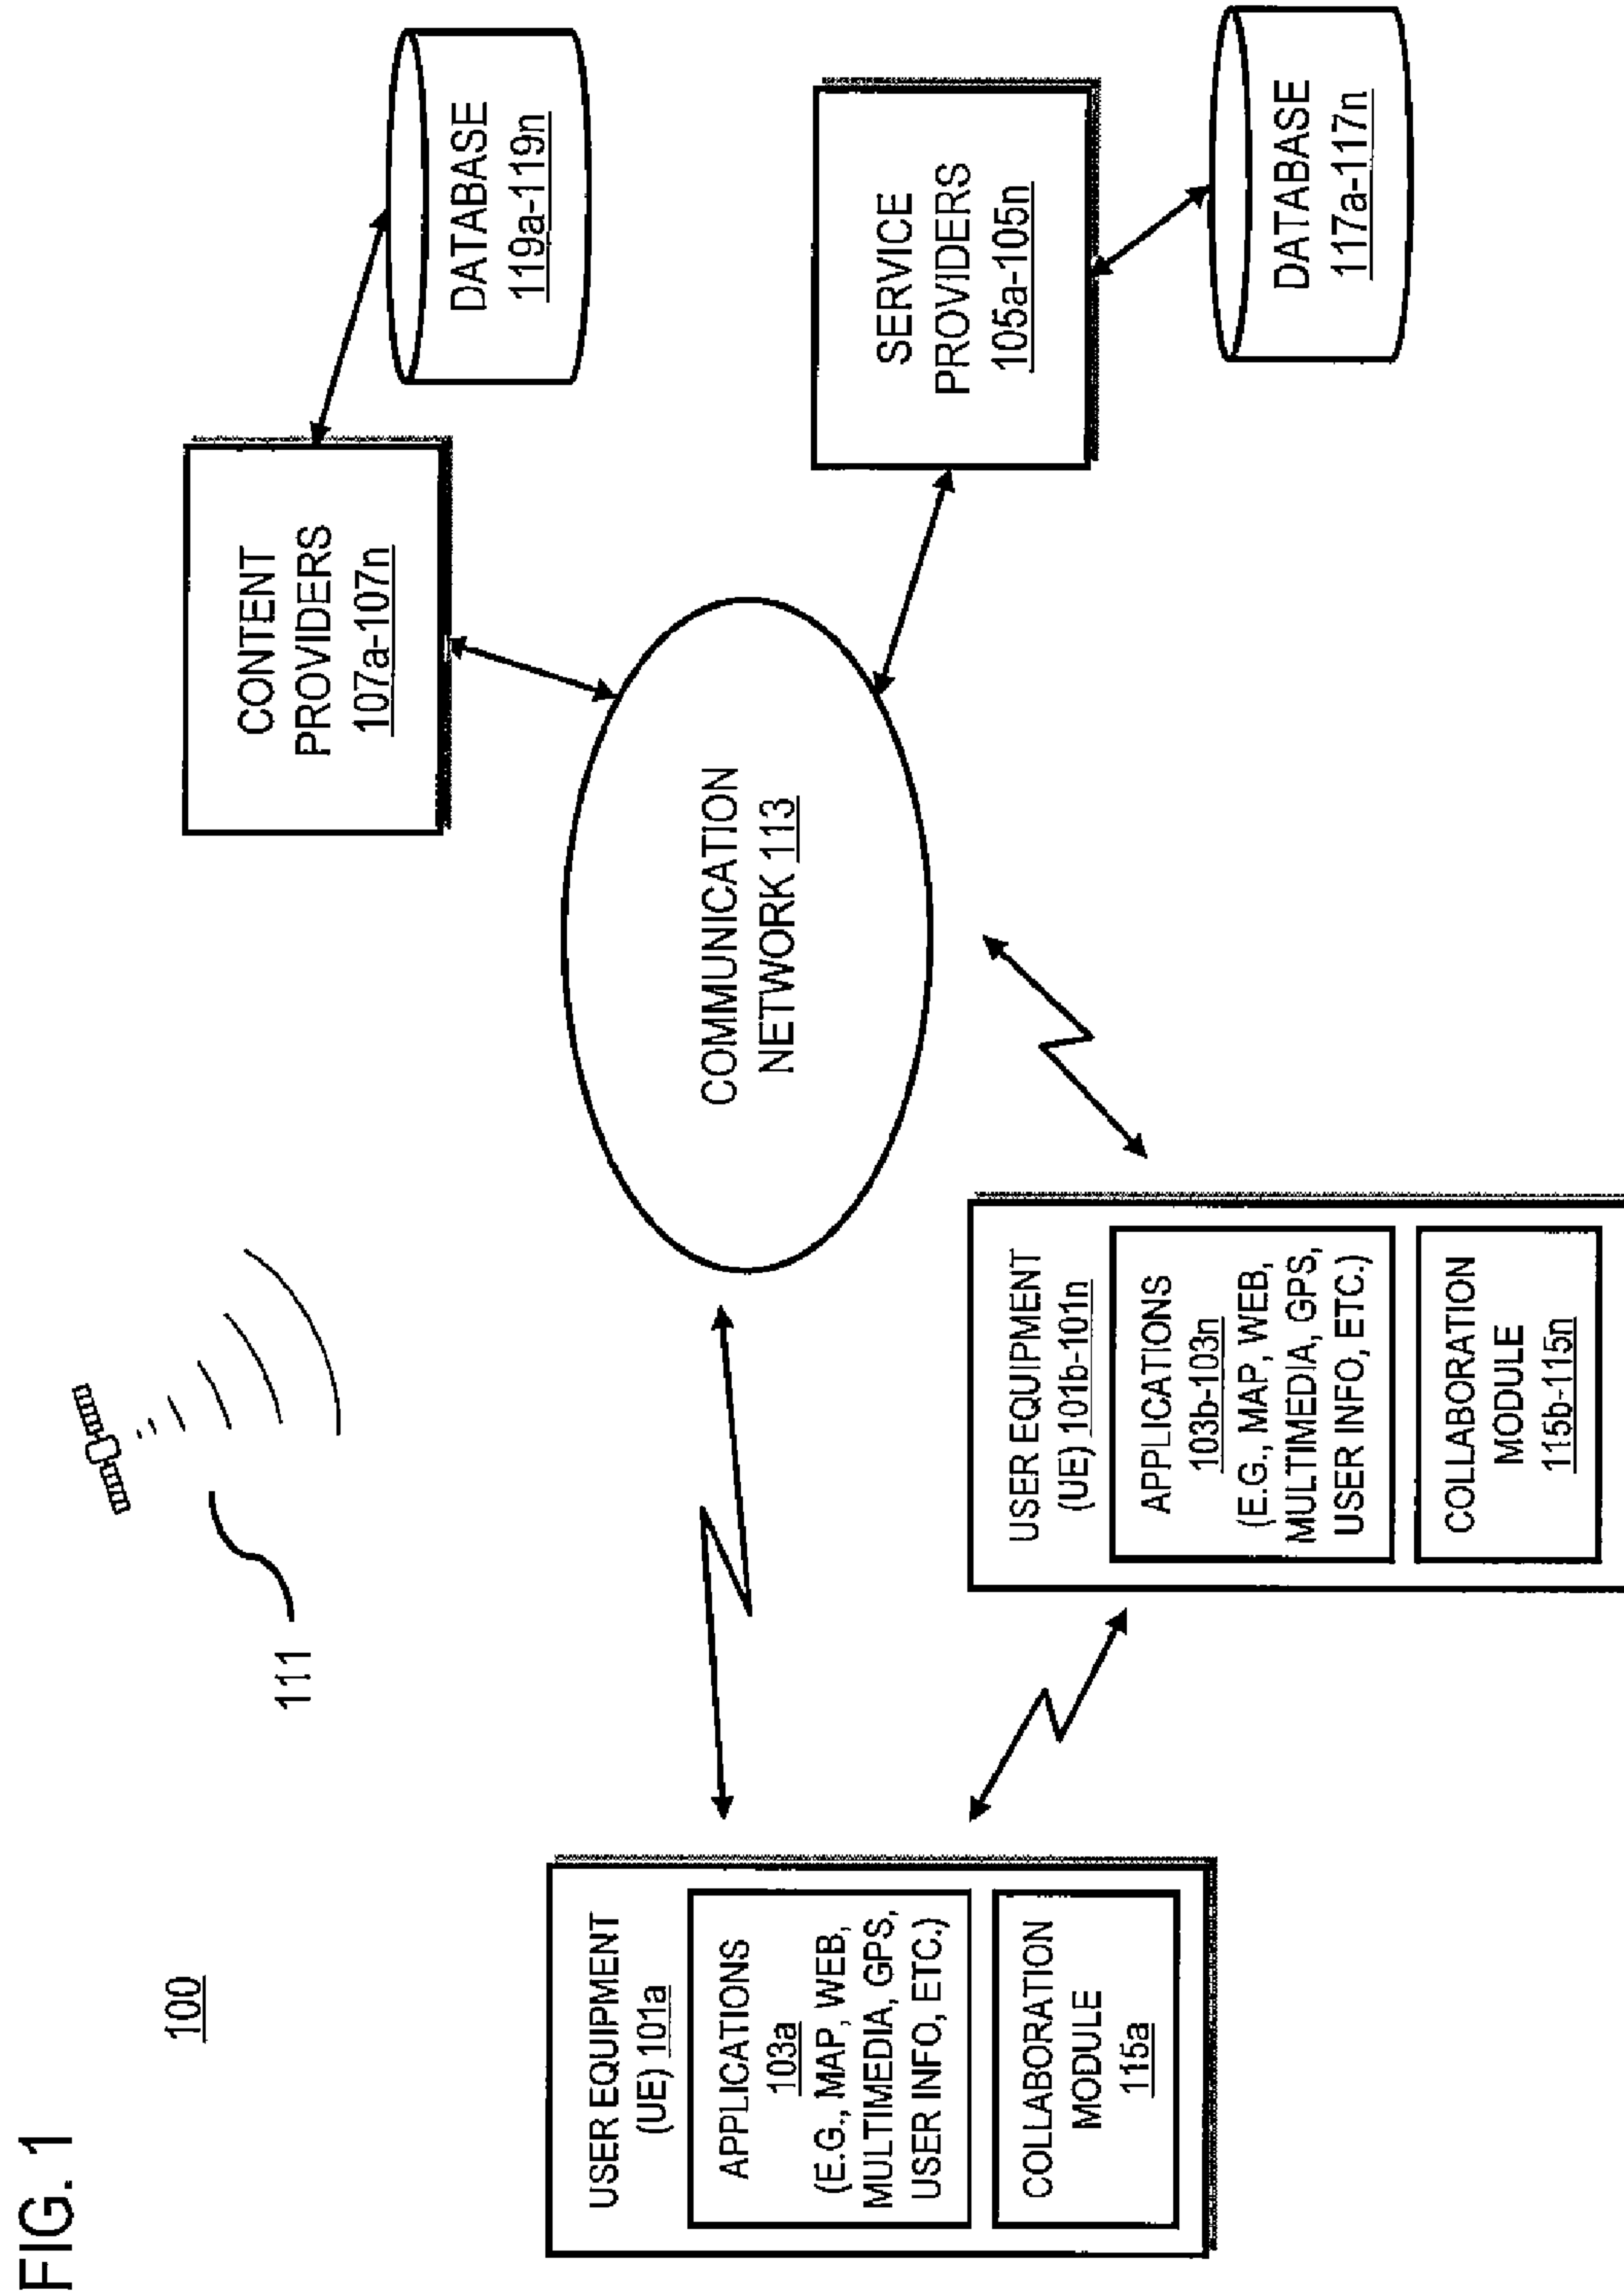 FIG. 1
100
111
CONTENT
PROVIDERS
107a-107n
DATABASE
119a-119n
COMMUNICATION
NETWORK 113
SERVICE
PROVIDERS
105a-105n
DATABASE
117a-117n
USER EQUIPMENT
(UE) 101a
APPLICATIONS
103a
(E.G., MAP, WEB,
MULTIMEDIA, GPS,
USER INFO, ETC.)
COLLABORATION
MODULE
115a
USER EQUIPMENT
(UE) 101b-101n
APPLICATIONS
103b-103n
(E.G., MAP, WEB,
MULTIMEDIA, GPS,
USER INFO, ETC.)
COLLABORATION
MODULE
115b-115n